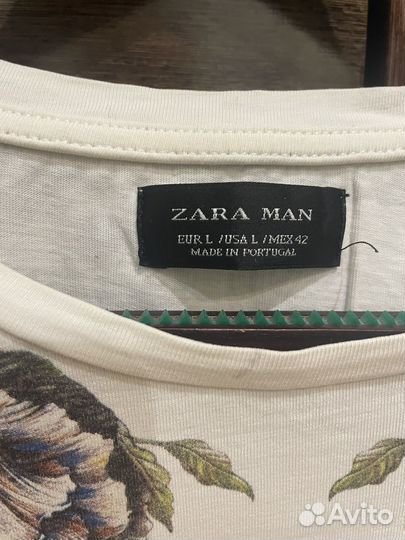 ZARA MAN
EUR L / USA L / MEX 42
MADE IN PORTUGAL
Avito